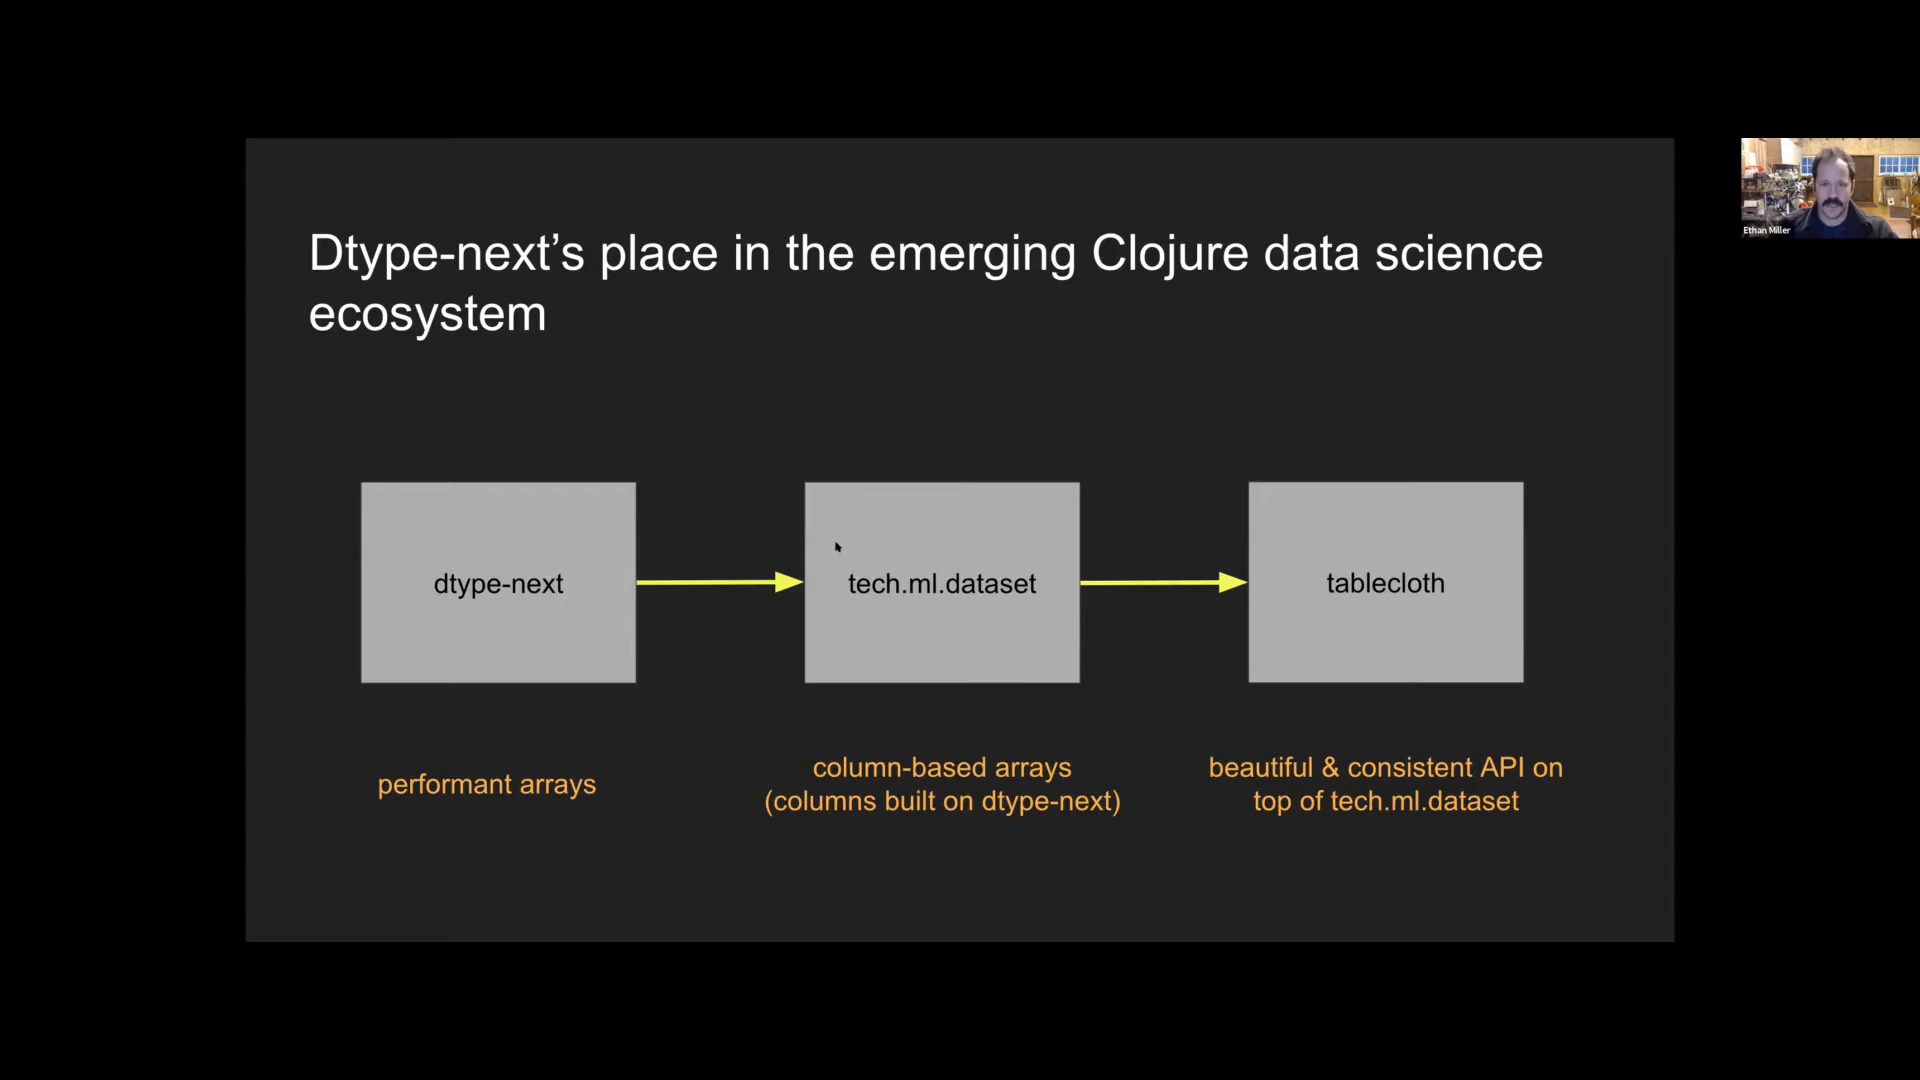 Dtype-next’s place in the emerging Clojure data science
ecosystem
dtype-next
tech.ml.dataset
tablecloth
performant arrays
column-based arrays
(columns built on dtype-next)
beautiful & consistent API on
top of tech.ml.dataset
Ethan Miller